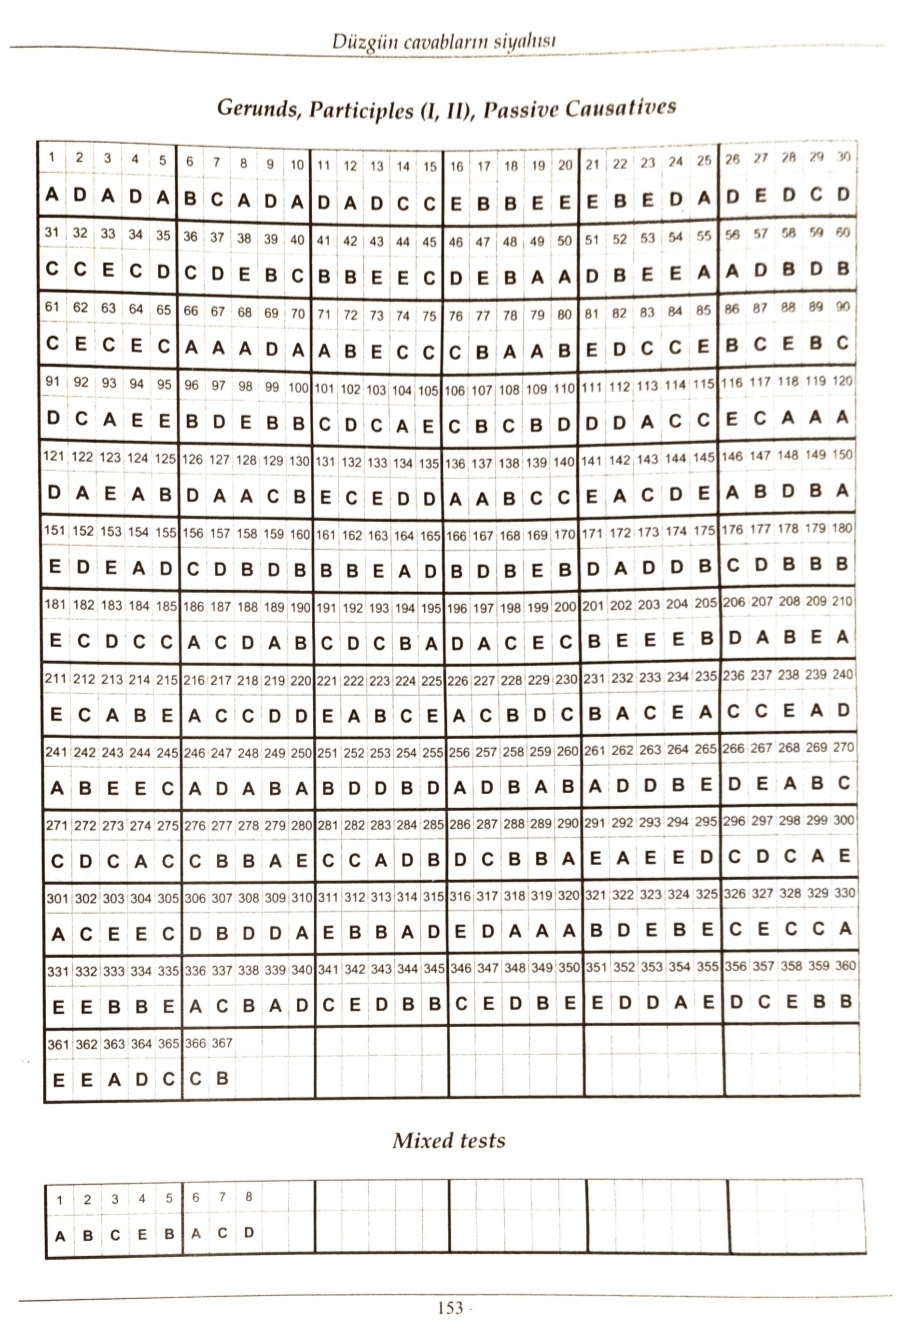 Düzgün cavabların siyahısı
Gerunds, Participles (I, II), Passive Causatives
1 2 3 4 5 6 7 8 9 10 11 12 13 14 15 16 17 18 19 20 21 22 23 24 25 26 27 28 29 30
A D A D A B C A D A D A D C C E B B E E E B E D A D E D C D
31 32 33 34 35 36 37 38 39 40 41 42 43 44 45 46 47 48 49 50 51 52 53 54 55 56 57 58 59 60
C C E C D C D E B C B B E E C D E B A A D B E E A A D B D B
61 62 63 64 65 66 67 68 69 70 71 72 73 74 75 76 77 78 79 80 81 82 83 84 85 86 87 88 89 90
C E C E C A A A D A A B E C C C B A A B E D C C E B C E B C
91 92 93 94 95 96 97 98 99 100 101 102 103 104 105 106 107 108 109 110 111 112 113 114 115 116 117 118 119 120
D C A E E B D E B B C D C A E C B C B D D D A C C E C A A A
121 122 123 124 125 126 127 128 129 130 131 132 133 134 135 136 137 138 139 140 141 142 143 144 145 146 147 148 149 150
D A E A B D A A C B E C E D D A A B C C E A C D E A B D B A
151 152 153 154 155 156 157 158 159 160 161 162 163 164 165 166 167 168 169 170 171 172 173 174 175 176 177 178 179 180
E D E A D C D B D B B B E A D B D B E B D A D D B C D B B B
181 182 183 184 185 186 187 188 189 190 191 192 193 194 195 196 197 198 199 200 201 202 203 204 205 206 207 208 209 210
E C D C C A C D A B C D C B A D A C E C B E E E B D A B E A
211 212 213 214 215 216 217 218 219 220 221 222 223 224 225 226 227 228 229 230 231 232 233 234 235 236 237 238 239 240
E C A B E A C C D D E A B C E A C B D C B A C E A C C E A D
241 242 243 244 245 246 247 248 249 250 251 252 253 254 255 256 257 258 259 260 261 262 263 264 265 266 267 268 269 270
A B E E C A D A B A B D D B D A D B A B A D D B E D E A B C
271 272 273 274 275 276 277 278 279 280 281 282 283 284 285 286 287 288 289 290 291 292 293 294 295 296 297 298 299 300
C D C A C C B B A E C C A D B D C B B A E A E E D C D C A E
301 302 303 304 305 306 307 308 309 310 311 312 313 314 315 316 317 318 319 320 321 322 323 324 325 326 327 328 329 330
A C E E C D B D D A E B B A D E D A A A B D E B E C E C C A
331 332 333 334 335 336 337 338 339 340 341 342 343 344 345 346 347 348 349 350 351 352 353 354 355 356 357 358 359 360
E E B B E A C B A D C E D B B C E D B E E D D A E D C E B B
361 362 363 364 365 366 367
E E A D C C B
Mixed tests
1 2 3 4 5 6 7 8
A B C E B A C D
153